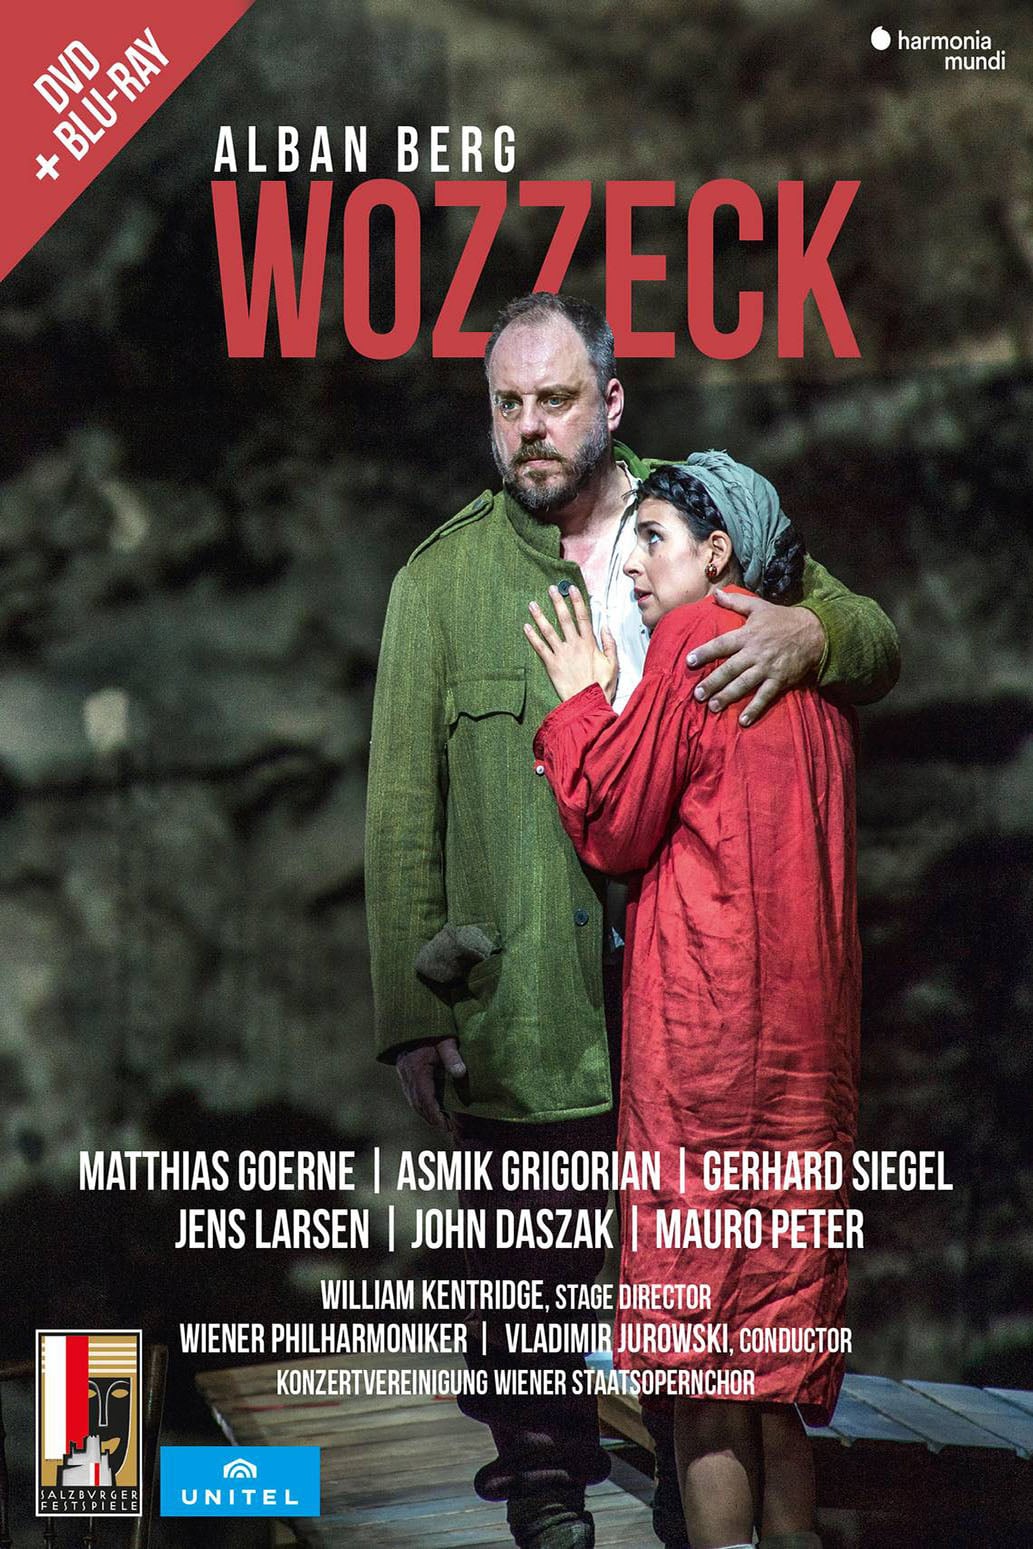 DVD
+ BLU-RAY
harmonia
mundi
ALBAN BERG
WOZZECK
MATTHIAS GOERNE | ASMIK GRIGORIAN | GERHARD SIEGEL
JENS LARSEN | JOHN DASZAK | MAURO PETER
WILLIAM KENTRIDGE, STAGE DIRECTOR
WIENER PHILHARMONIKER | VLADIMIR JUROWSKI, CONDUCTOR
KONZERTVEREINIGUNG WIENER STAATSOPERNCHOR
SALZBVRGER
FESTSPIELE
UNITEL